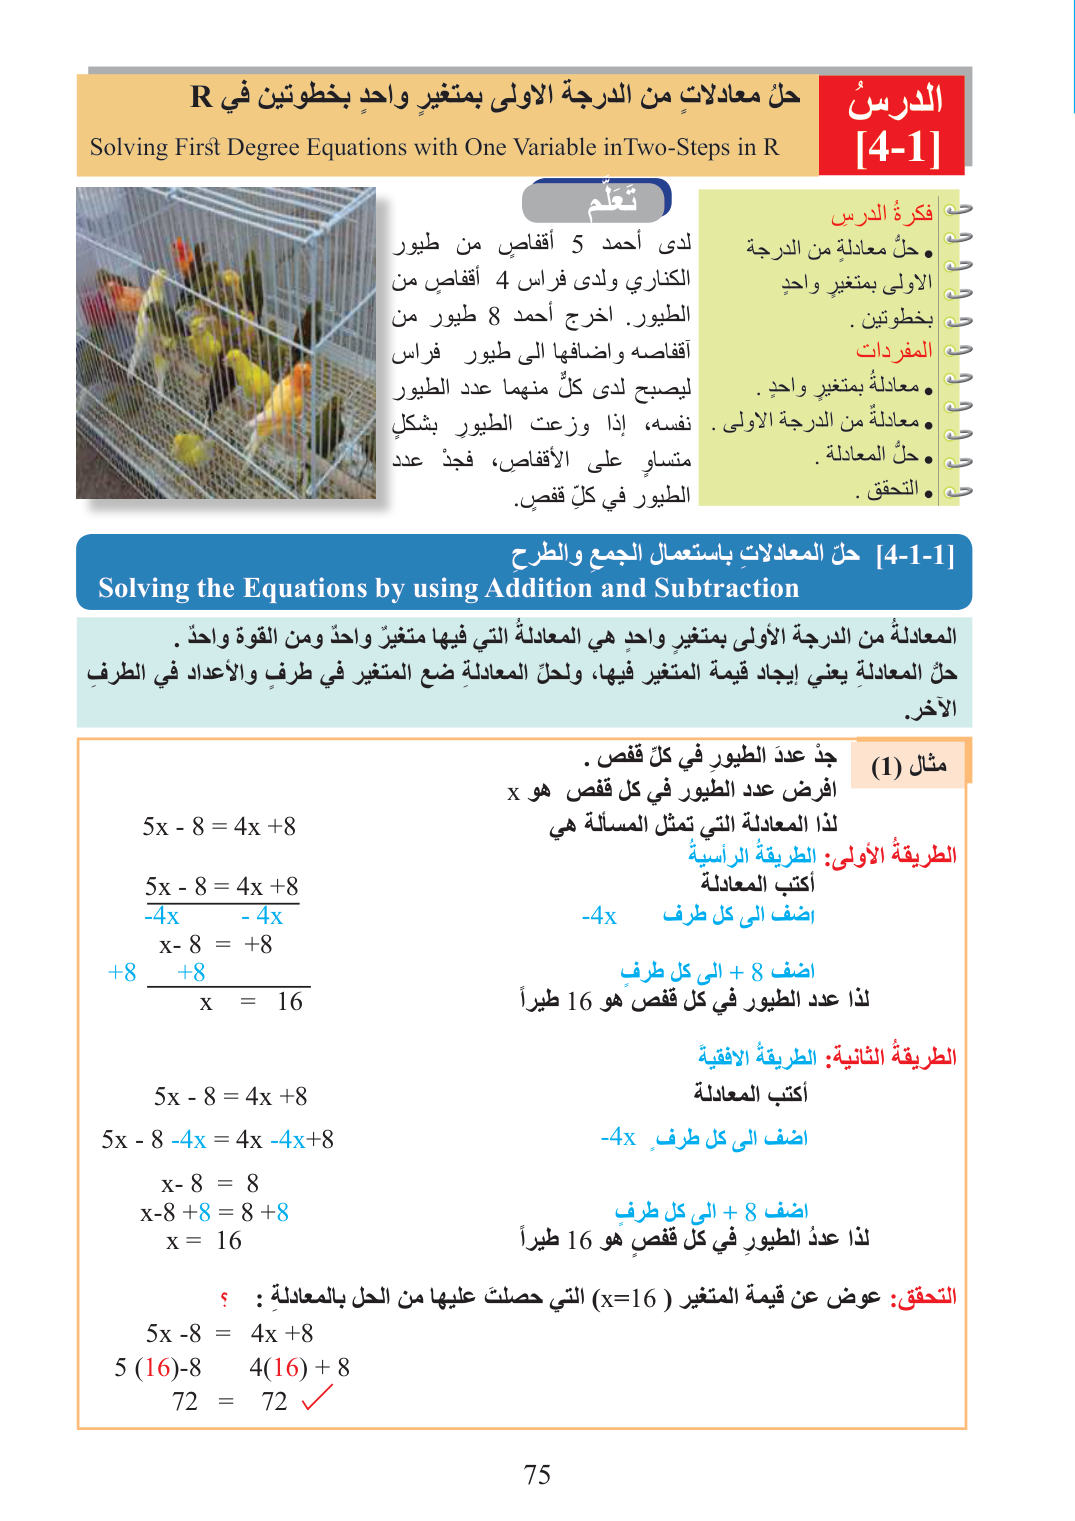 الدرسُ
[4-1]
حلُ معادلاتٍ من الدرجة الاولى بمتغيرٍ واحدٍ بخطوتين في R
Solving First Degree Equations with One Variable inTwo-Steps in R
فكرةُ الدرسِ
• حلُّ معادلةٍ من الدرجة
الاولى بمتغيرٍ واحدٍ
بخطوتين .
المفردات
• معادلةُ بمتغيرٍ واحدٍ .
• معادلةٌ من الدرجة الاولى .
• حلُّ المعادلة .
• التحقق .
تَعَلَّم
لدى أحمد 5 أقفاصٍ من طيور
الكناري ولدى فراس 4 أقفاصٍ من
الطيور. اخرج أحمد 8 طيور من
آقفاصه واضافها الى طيور فراس
ليصبح لدى كلٌّ منهما عدد الطيور
نفسه، إذا وزعت الطيورِ بشكلٍ
متساوٍ على الأقفاصِ، فجدْ عدد
الطيور في كلِّ قفصٍ.
[4-1-1] حلّ المعادلاتِ باستعمال الجمعِ والطرحِ
Solving the Equations by using Addition and Subtraction
المعادلةُ من الدرجة الأولى بمتغيرٍ واحدٍ هي المعادلةُ التي فيها متغيرٌ واحدٌ ومن القوة واحدٌ .
حلُّ المعادلةِ يعني إيجاد قيمة المتغير فيها، ولحلِّ المعادلةِ ضع المتغير في طرفٍ والأعداد في الطرفِ
الآخر.
مثال (1)
جدْ عددَ الطيورِ في كلِّ قفص .
افرض عدد الطيور في كل قفص هو x
لذا المعادلة التي تمثل المسألة هي 5x - 8 = 4x +8
الطريقةُ الأولى: الطريقةُ الرأسيةُ
أكتب المعادلة 5x - 8 = 4x +8
اضف الى كل طرف -4x -4x - 4x
x- 8 = +8
اضف 8 + الى كل طرفٍ +8 +8
لذا عدد الطيور في كل قفص هو 16 طيراً x = 16
الطريقةُ الثانية: الطريقةُ الافقيةَ
أكتب المعادلة 5x - 8 = 4x +8
اضف الى كل طرفٍ -4x 5x - 8 -4x = 4x -4x+8
x- 8 = 8
اضف 8 + الى كل طرفٍ x-8 +8 = 8 +8
لذا عددُ الطيورِ في كل قفصٍ هو 16 طيراً x = 16
التحقق: عوض عن قيمة المتغير ( x=16) التي حصلتَ عليها من الحل بالمعادلةِ : ؟
5x -8 = 4x +8
5 (16)-8 4(16) + 8
72 = 72 ✓
75